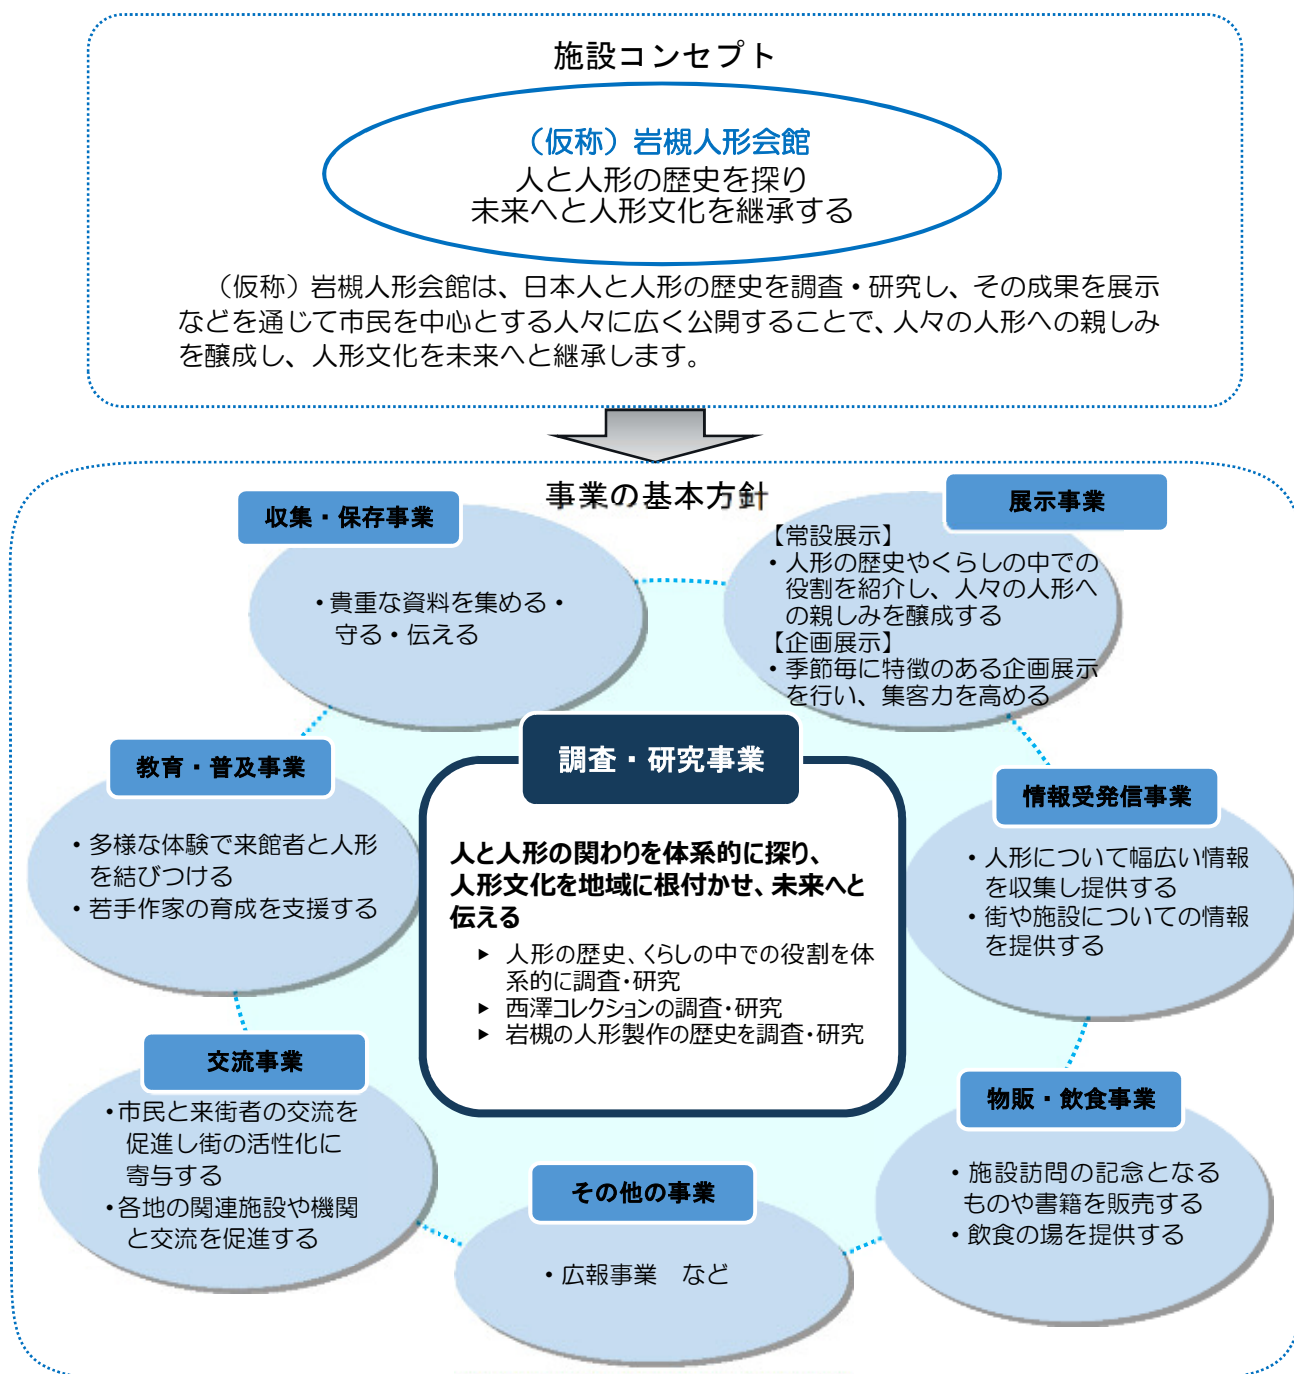 施設コンセプト
（仮称）岩槻人形会館
人と人形の歴史を探り
未来へと人形文化を継承する
（仮称）岩槻人形会館は、日本人と人形の歴史を調査・研究し、その成果を展示
などを通じて市民を中心とする人々に広く公開することで、人々の人形への親しみ
を醸成し、人形文化を未来へと継承します。
事業の基本方針
収集・保存事業
・貴重な資料を集める・
守る・伝える
展示事業
【常設展示】
・人形の歴史やくらしの中での
役割を紹介し、人々の人形へ
の親しみを醸成する
【企画展示】
・季節毎に特徴のある企画展示
を行い、集客力を高める
教育・普及事業
・多様な体験で来館者と人形
を結びつける
・若手作家の育成を支援する
調査・研究事業
人と人形の関わりを体系的に探り、
人形文化を地域に根付かせ、未来へと
伝える
▶ 人形の歴史、くらしの中での役割を体
系的に調査・研究
▶ 西澤コレクションの調査・研究
▶ 岩槻の人形製作の歴史を調査・研究
情報受発信事業
・人形について幅広い情報
を収集し提供する
・街や施設についての情報
を提供する
交流事業
・市民と来街者の交流を
促進し街の活性化に
寄与する
・各地の関連施設や機関
と交流を促進する
その他の事業
・広報事業　など
物販・飲食事業
・施設訪問の記念となる
ものや書籍を販売する
・飲食の場を提供する